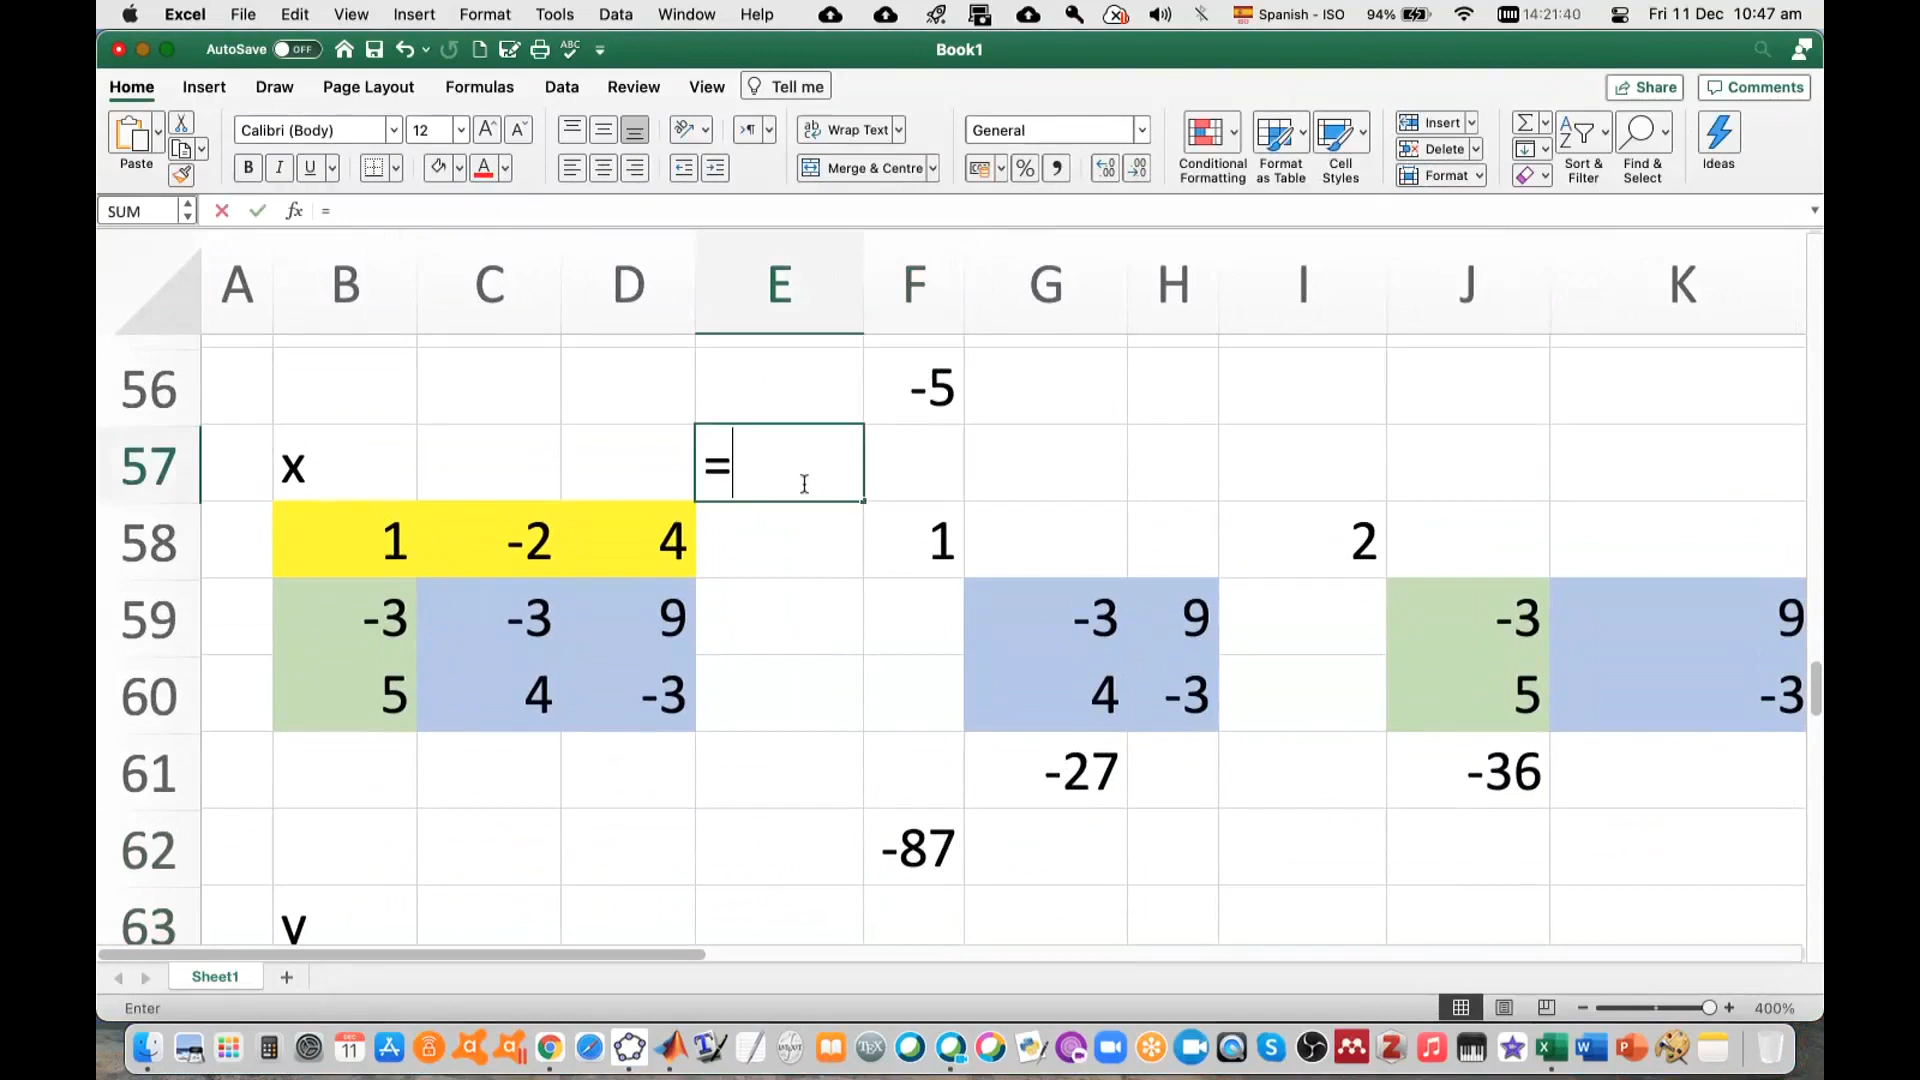 Excel File Edit View Insert Format Tools Data Window Help Spanish - ISO 94% 14:21:40 Fri 11 Dec 10:47 am
AutoSave OFF ABC Book1
Home Insert Draw Page Layout Formulas Data Review View Tell me Share Comments
Paste Calibri (Body) 12 A A Wrap Text General Insert
B I U A Merge & Centre % Delete
Conditional Formatting Format as Table Cell Styles Format Sort & Filter Find & Select Ideas
SUM fx =
A B C D E F G H I J K
56 -5
57 x =
58 1 -2 4 1 2
59 -3 -3 9 -3 9 -3 9
60 5 4 -3 4 -3 5 -3
61 -27 -36
62 -87
63
Sheet1 +
Enter 400%